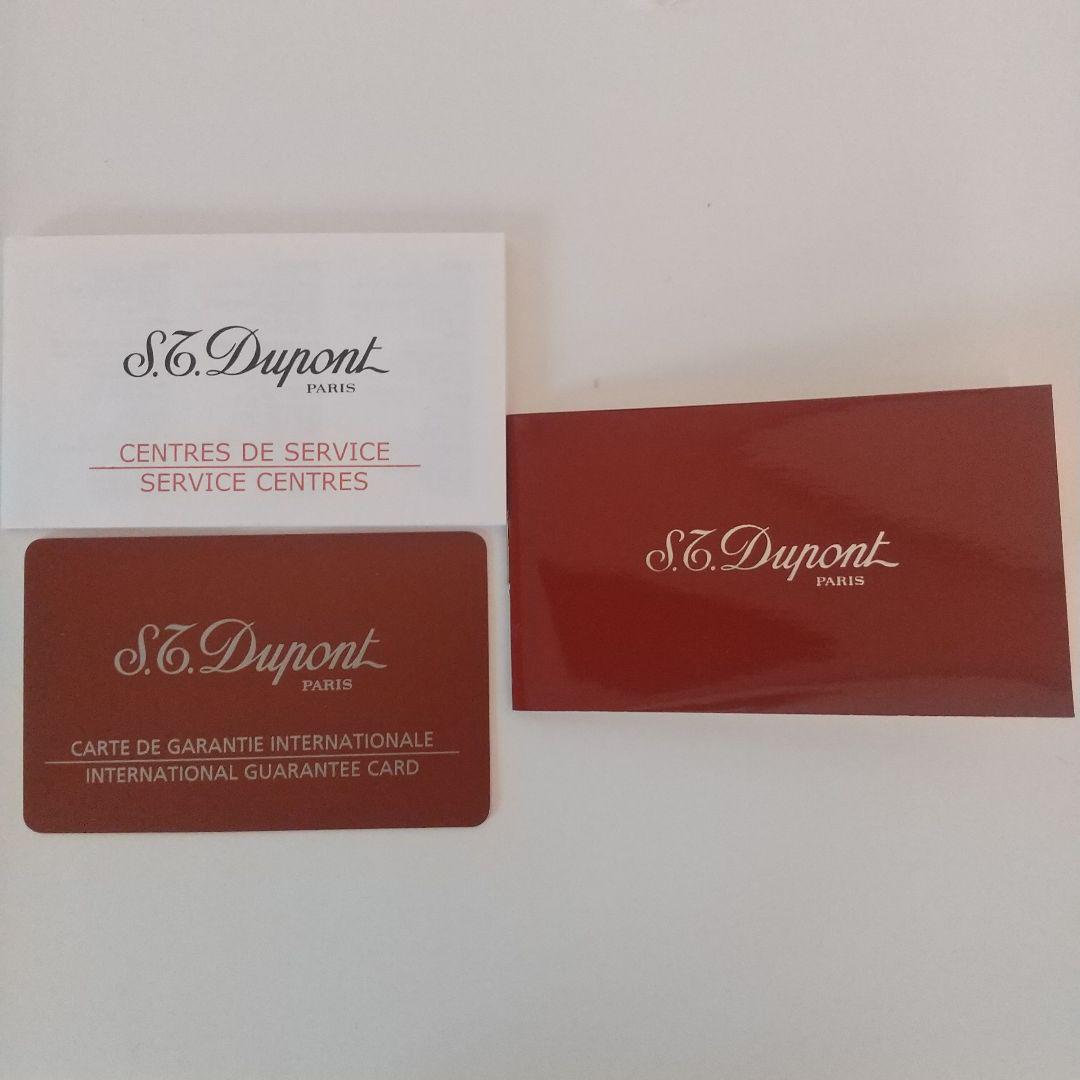 S.T. Dupont
PARIS
CENTRES DE SERVICE
SERVICE CENTRES
S.T. Dupont
PARIS
CARTE DE GARANTIE INTERNATIONALE
INTERNATIONAL GUARANTEE CARD
S.T. Dupont
PARIS